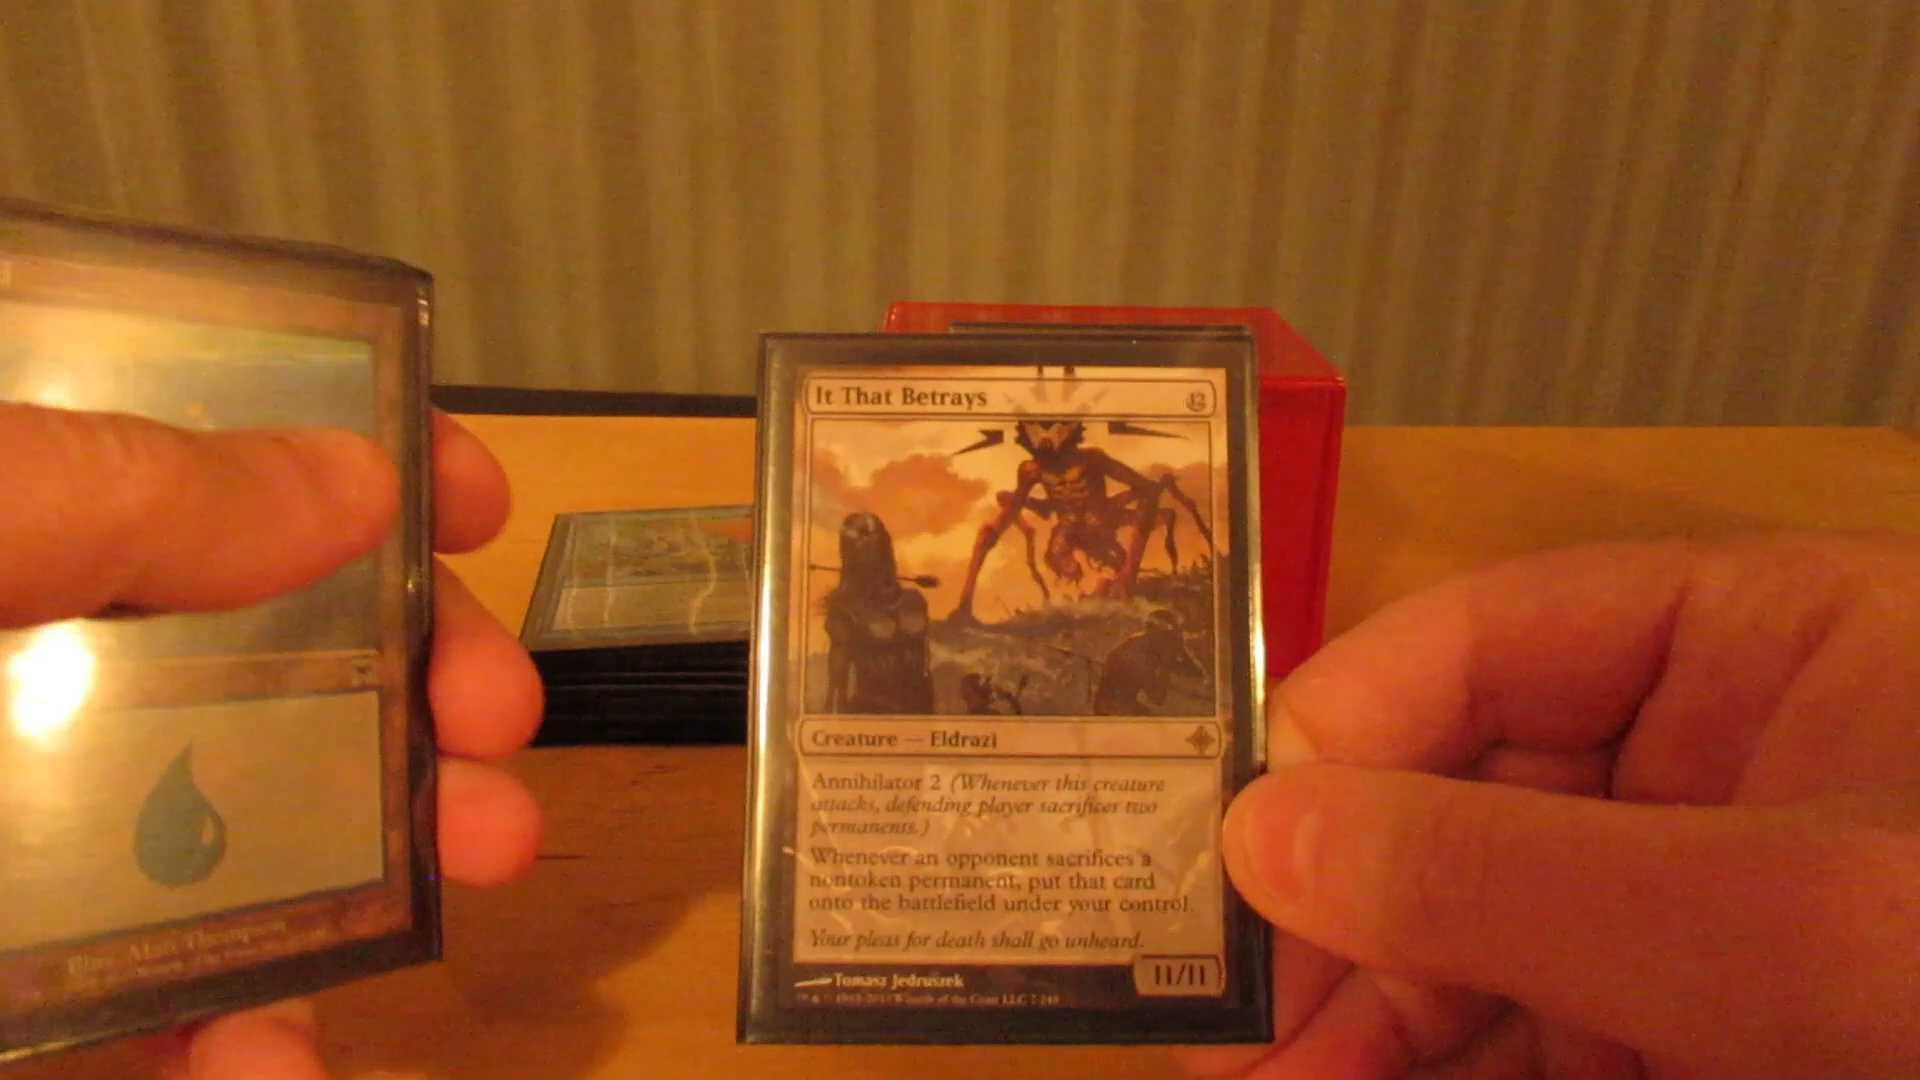 It That Betrays
12
Creature — Eldrazi
Annihilator 2 (Whenever this creature
attacks, defending player sacrifices two
permanents.)
Whenever an opponent sacrifices a
nontoken permanent, put that card
onto the battlefield under your control.
Your pleas for death shall go unheard.
Tomasz Jedruszek
11/11